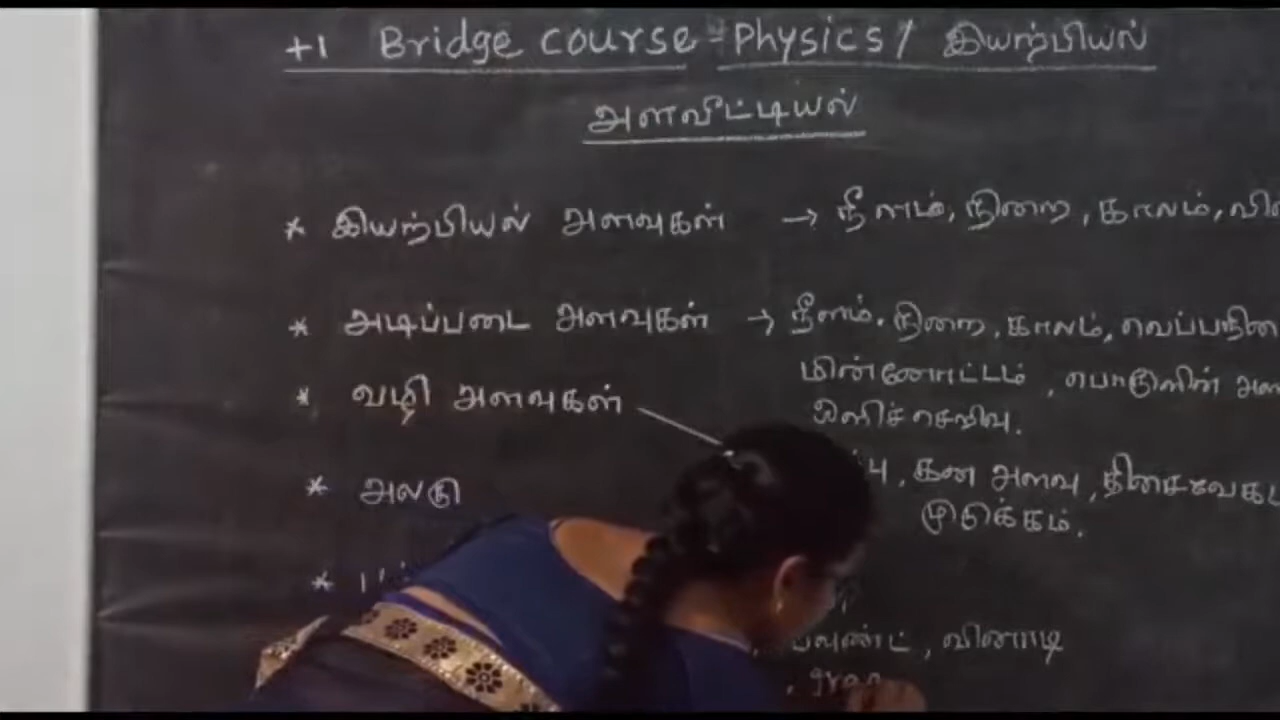 +1 Bridge course - Physics / இயற்பியல்
அளவீட்டியல்
* இயற்பியல் அளவுகள் → நீளம், நிறை, காலம்,
* அடிப்படை அளவுகள் → நீளம். நிறை, காலம்,
மின்னோட்டம், பொருளின்
ஒளிச்செறிவு.
* வழி அளவுகள்
கன அளவு, திசைவேகம்
முடுக்கம்.
* அலகு
*
பவுண்ட், வினாடி